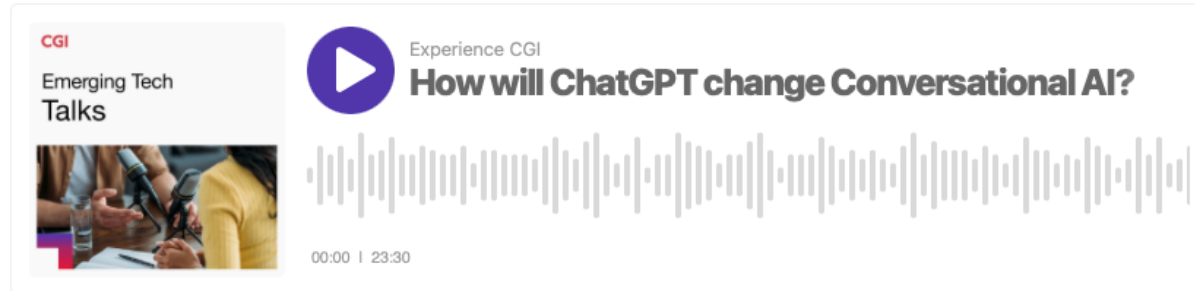 CGI
Emerging Tech
Talks
Experience CGI
How will ChatGPT change Conversational AI?
00:00 | 23:30